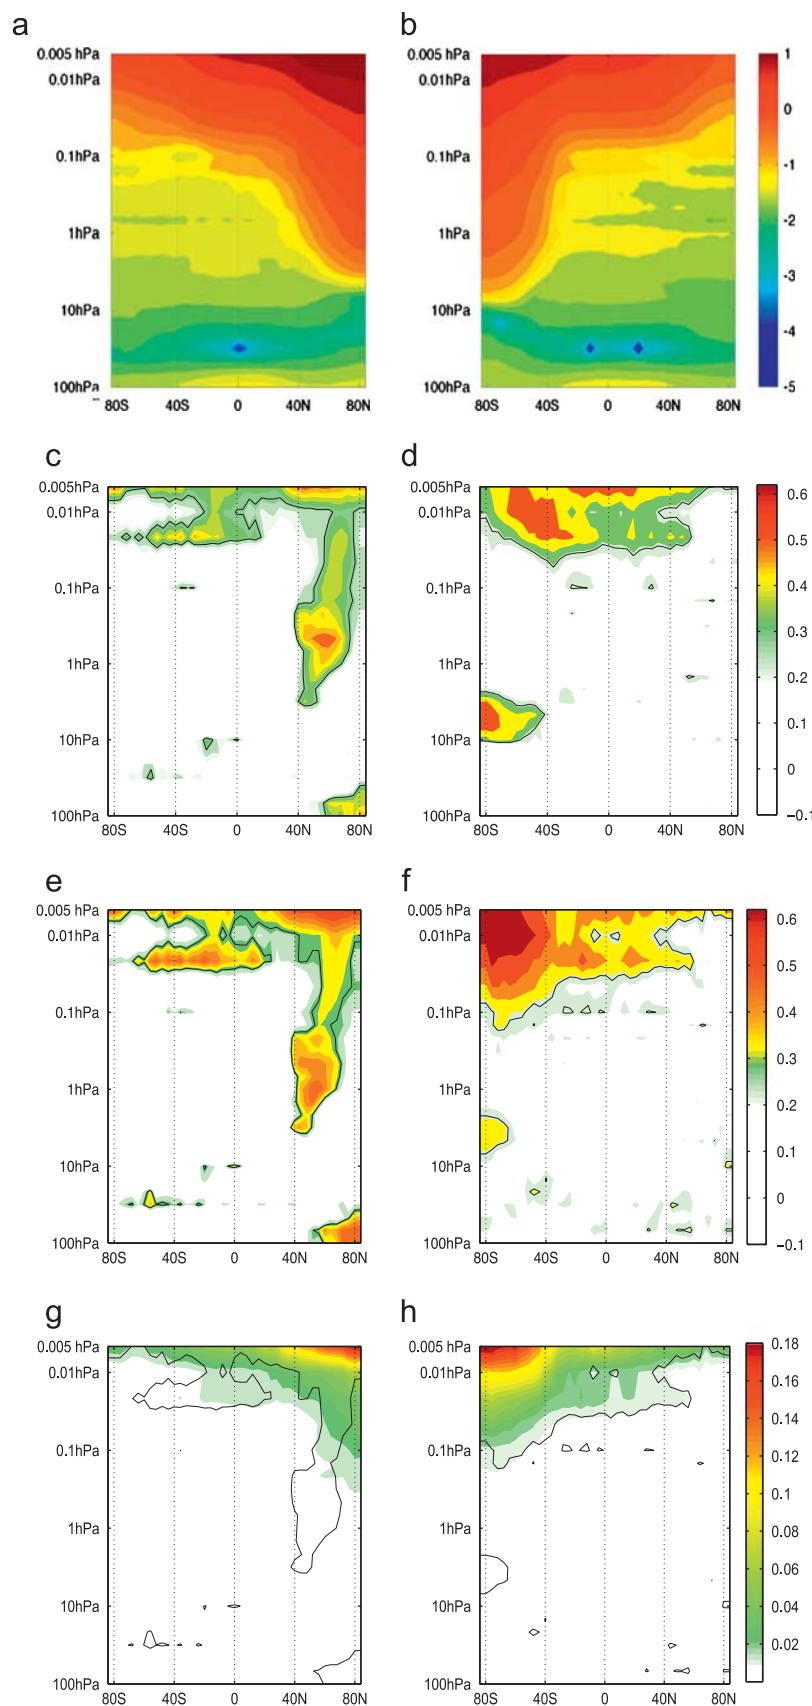 a b
0.005 hPa 0.005 hPa 1
0.01hPa 0.01hPa
0
0.1hPa 0.1hPa -1
-2
1hPa 1hPa
-3
10hPa 10hPa
-4
100hPa 100hPa -5
80S 40S 0 40N 80N 80S 40S 0 40N 80N
c d
0.005hPa 0.005hPa 0.6
0.01hPa 0.01hPa
0.5
0.1hPa 0.1hPa 0.4
0.3
1hPa 1hPa
0.2
10hPa 10hPa 0.1
0
100hPa 100hPa −0.1
80S 40S 0 40N 80N 80S 40S 0 40N 80N
e f
0.005 hPa 0.005 hPa 0.6
0.01hPa 0.01hPa
0.5
0.1hPa 0.1hPa 0.4
0.3
1hPa 1hPa
0.2
10hPa 10hPa 0.1
0
100hPa 100hPa −0.1
80S 40S 0 40N 80N 80S 40S 0 40N 80N
g h
0.005 hPa 0.005 hPa 0.18
0.01hPa 0.01hPa 0.16
0.14
0.1hPa 0.1hPa 0.12
0.1
1hPa 1hPa 0.08
0.06
10hPa 10hPa 0.04
0.02
100hPa 100hPa
80S 40S 0 40N 80N 80S 40S 0 40N 80N